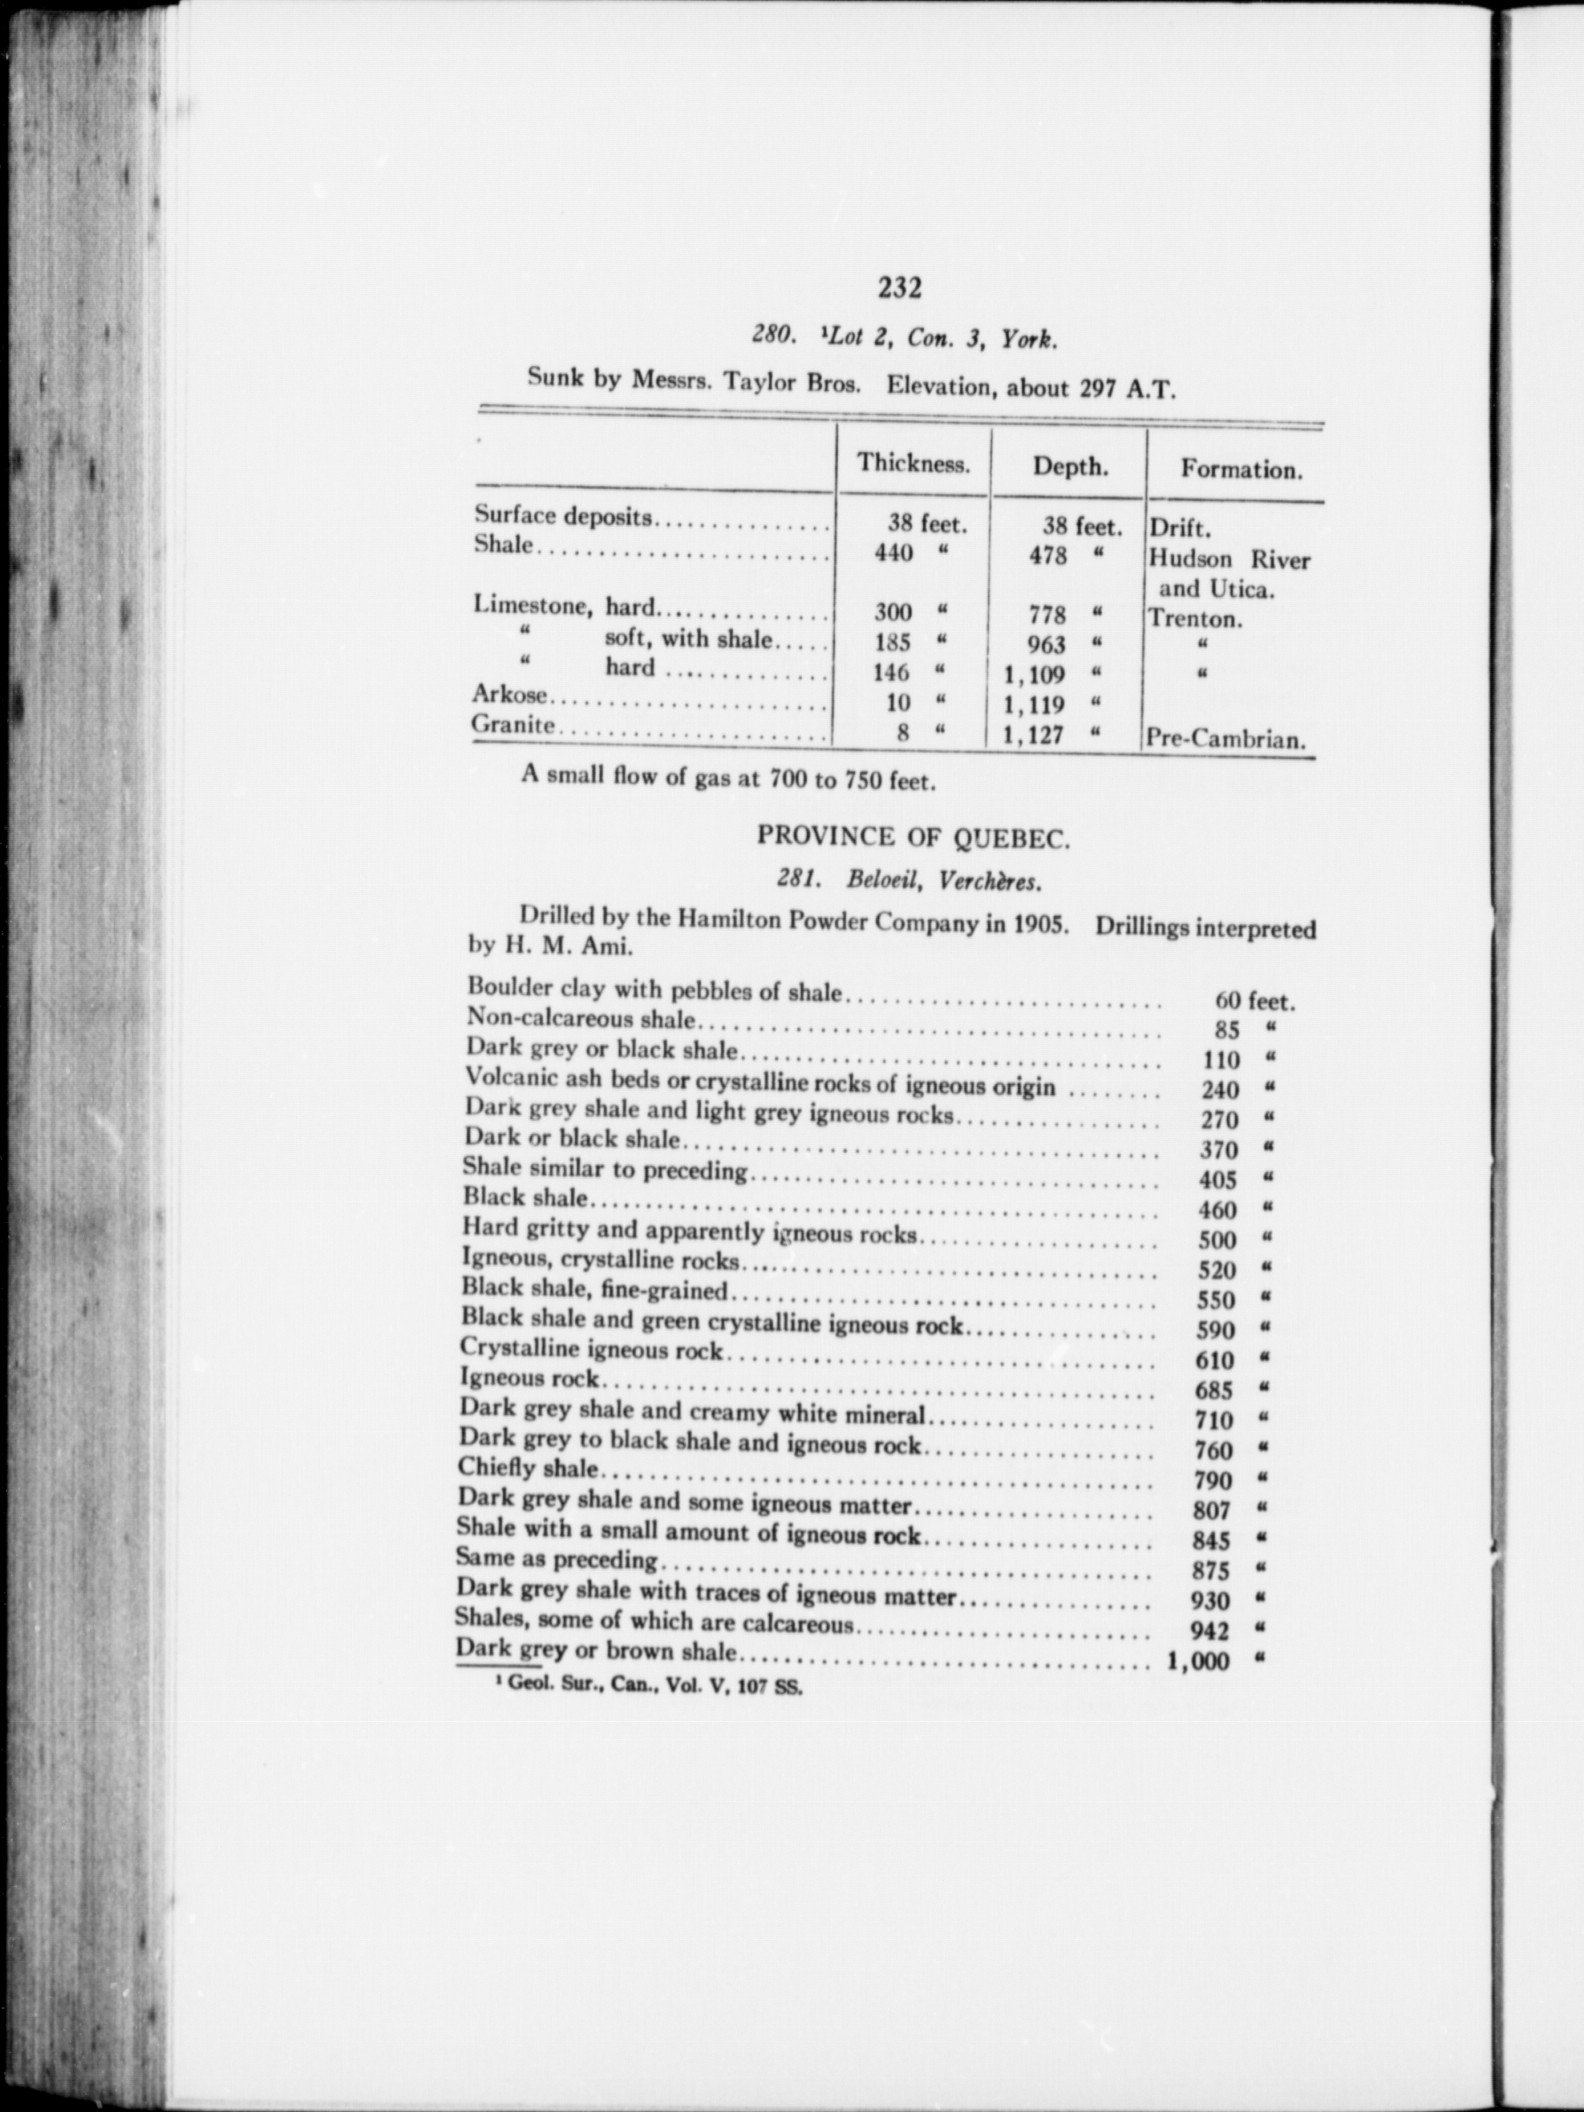 232
280. ¹Lot 2, Con. 3, York.
Sunk by Messrs. Taylor Bros. Elevation, about 297 A.T.
Thickness. Depth. Formation.
Surface deposits............... 38 feet. 38 feet. Drift.
Shale........................ 440 " 478 " Hudson River
and Utica.
Limestone, hard.............. 300 " 778 " Trenton.
" soft, with shale..... 185 " 963 " "
" hard .............. 146 " 1,109 " "
Arkose....................... 10 " 1,119 "
Granite...................... 8 " 1,127 " Pre-Cambrian.
A small flow of gas at 700 to 750 feet.
PROVINCE OF QUEBEC.
281. Beloeil, Verchères.
Drilled by the Hamilton Powder Company in 1905. Drillings interpreted
by H. M. Ami.
Boulder clay with pebbles of shale.......................... 60 feet.
Non-calcareous shale...................................... 85 "
Dark grey or black shale.................................. 110 "
Volcanic ash beds or crystalline rocks of igneous origin ........ 240 "
Dark grey shale and light grey igneous rocks................. 270 "
Dark or black shale....................................... 370 "
Shale similar to preceding................................. 405 "
Black shale.............................................. 460 "
Hard gritty and apparently igneous rocks.................... 500 "
Igneous, crystalline rocks.................................. 520 "
Black shale, fine-grained................................... 550 "
Black shale and green crystalline igneous rock................ 590 "
Crystalline igneous rock................................... 610 "
Igneous rock............................................. 685 "
Dark grey shale and creamy white mineral................... 710 "
Dark grey to black shale and igneous rock................... 760 "
Chiefly shale............................................. 790 "
Dark grey shale and some igneous matter.................... 807 "
Shale with a small amount of igneous rock................... 845 "
Same as preceding........................................ 875 "
Dark grey shale with traces of igneous matter................ 930 "
Shales, some of which are calcareous........................ 942 "
Dark grey or brown shale.................................. 1,000 "
¹ Geol. Sur., Can., Vol. V, 107 SS.